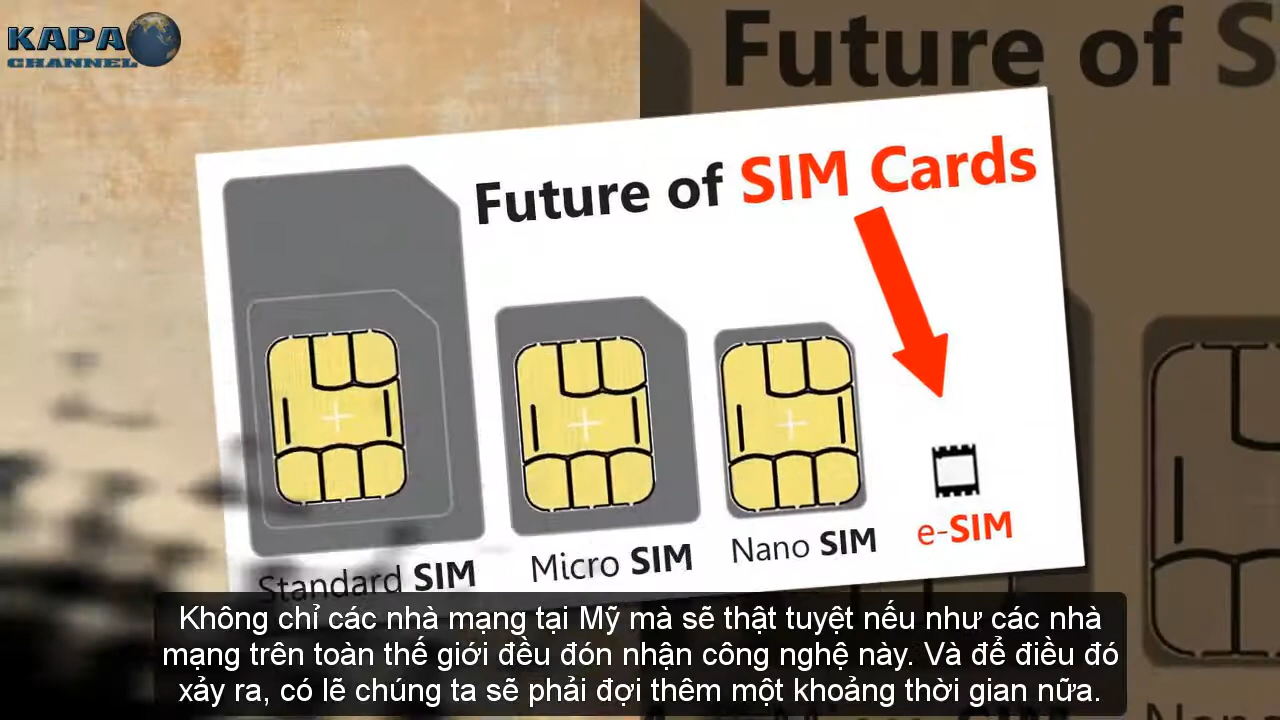 KAPA
CHANNEL
Future of S
Future of SIM Cards
Standard SIM
Micro SIM
Nano SIM
e-SIM
Không chỉ các nhà mạng tại Mỹ mà sẽ thật tuyệt nếu như các nhà
mạng trên toàn thế giới đều đón nhận công nghệ này. Và để điều đó
xảy ra, có lẽ chúng ta sẽ phải đợi thêm một khoảng thời gian nữa.